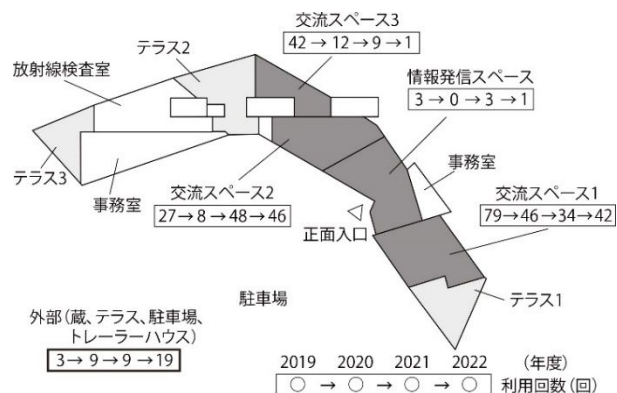 交流スペース3
42→12→9→1
テラス2
放射線検査室
情報発信スペース
3→0→3→1
テラス3
事務室
交流スペース2
27→8→48→46
事務室
正面入口
交流スペース1
79→46→34→42
駐車場
テラス1
外部(蔵、テラス、駐車場、
トレーラーハウス)
3→9→9→19
2019 2020 2021 2022 (年度)
○ → ○ → ○ → ○ 利用回数(回)